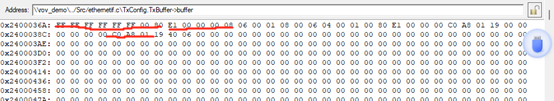 Address: \\rov_demo\../Src/ethernetif.c\TxConfig.TxBuffer->buffer
0x2400036A: FF FF FF FF FF FF 00 80 E1 00 00 00 08 06 00 01 08 00 06 04 00 01 00 80 E1 00 00 00 C0 A8 01 19 00 00
0x2400038C: 00 00 00 00 C0 A8 01 19 40 06 00 00 00 00 00 00 00 00 00 00 00 00 00 00 00 00 00 00 00 00 00 00 00 00
0x240003AE: 00 00 00 00 00 00 00 00 00 00 00 00 00 00 00 00 00 00 00 00 00 00 00 00 00 00 00 00 00 00 00 00 00 00
0x240003D0: 00 00 00 00 00 00 00 00 00 00 00 00 00 00 00 00 00 00 00 00 00 00 00 00 00 00 00 00 00 00 00 00 00 00
0x240003F2: 00 00 00 00 00 00 00 00 00 00 00 00 00 00 00 00 00 00 00 00 00 00 00 00 00 00 00 00 00 00 00 00 00 00
0x24000414: 00 00 00 00 00 00 00 00 00 00 00 00 00 00 00 00 00 00 00 00 00 00 00 00 00 00 00 00 00 00 00 00 00 00
0x24000436: 00 00 00 00 00 00 00 00 00 00 00 00 00 00 00 00 00 00 00 00 00 00 00 00 00 00 00 00 00 00 00 00 00 00
0x24000458: 00 00 00 00 00 00 00 00 00 00 00 00 00 00 00 00 00 00 00 00 00 00 00 00 00 00 00 00 00 00 00 00 00 00